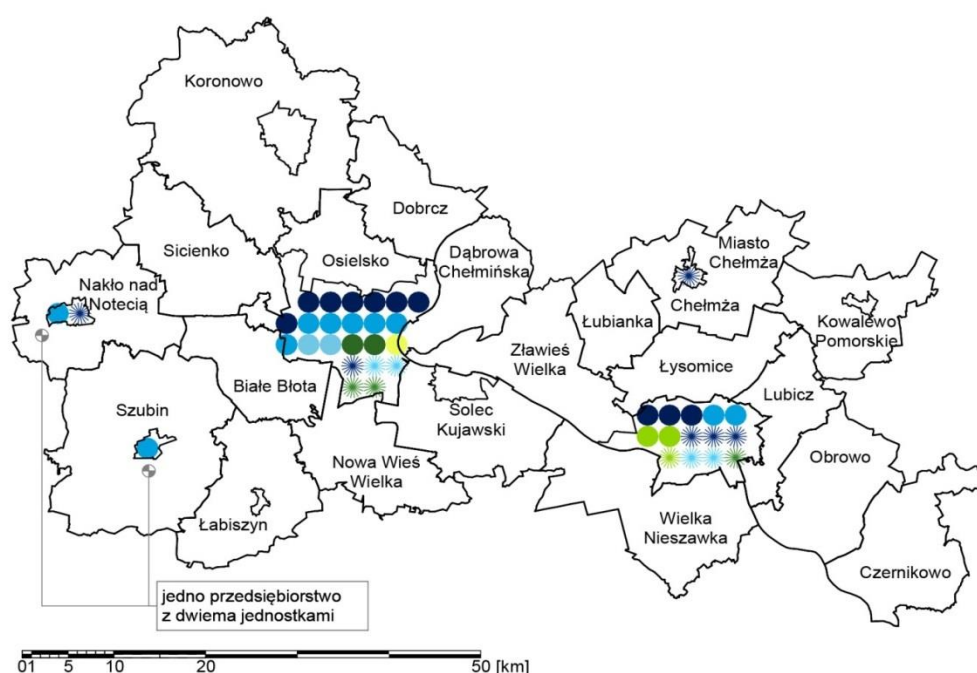 Koronowo
Dobrcz
Sicienko
Osielsko
Dąbrowa
Chełmińska
Miasto
Chełmża
Nakło nad
Notecią
Chełmża
Łubianka
Kowalewo
Pomorskie
Zławieś
Wielka
Łysomice
Białe Błota
Lubicz
Szubin
Solec
Kujawski
Obrowo
Nowa Wieś
Wielka
Łabiszyn
Wielka
Nieszawka
Czernikowo
jedno przedsiębiorstwo
z dwiema jednostkami
01 5 10 20 50 [km]